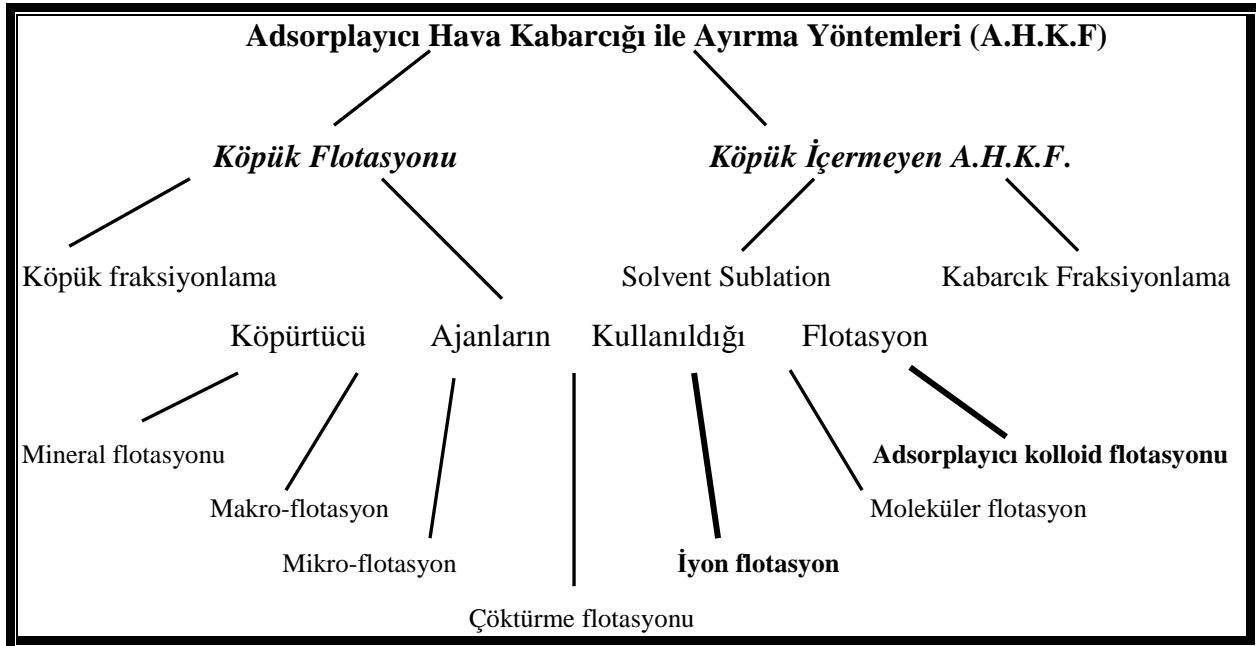 Adsorplayıcı Hava Kabarcığı ile Ayırma Yöntemleri (A.H.K.F)
Köpük Flotasyonu
Köpük İçermeyen A.H.K.F.
Köpük fraksiyonlama
Solvent Sublation
Kabarcık Fraksiyonlama
Köpürtücü Ajanların Kullanıldığı Flotasyon
Mineral flotasyonu
Adsorplayıcı kolloid flotasyonu
Makro-flotasyon
Moleküler flotasyon
Mikro-flotasyon
İyon flotasyon
Çöktürme flotasyonu